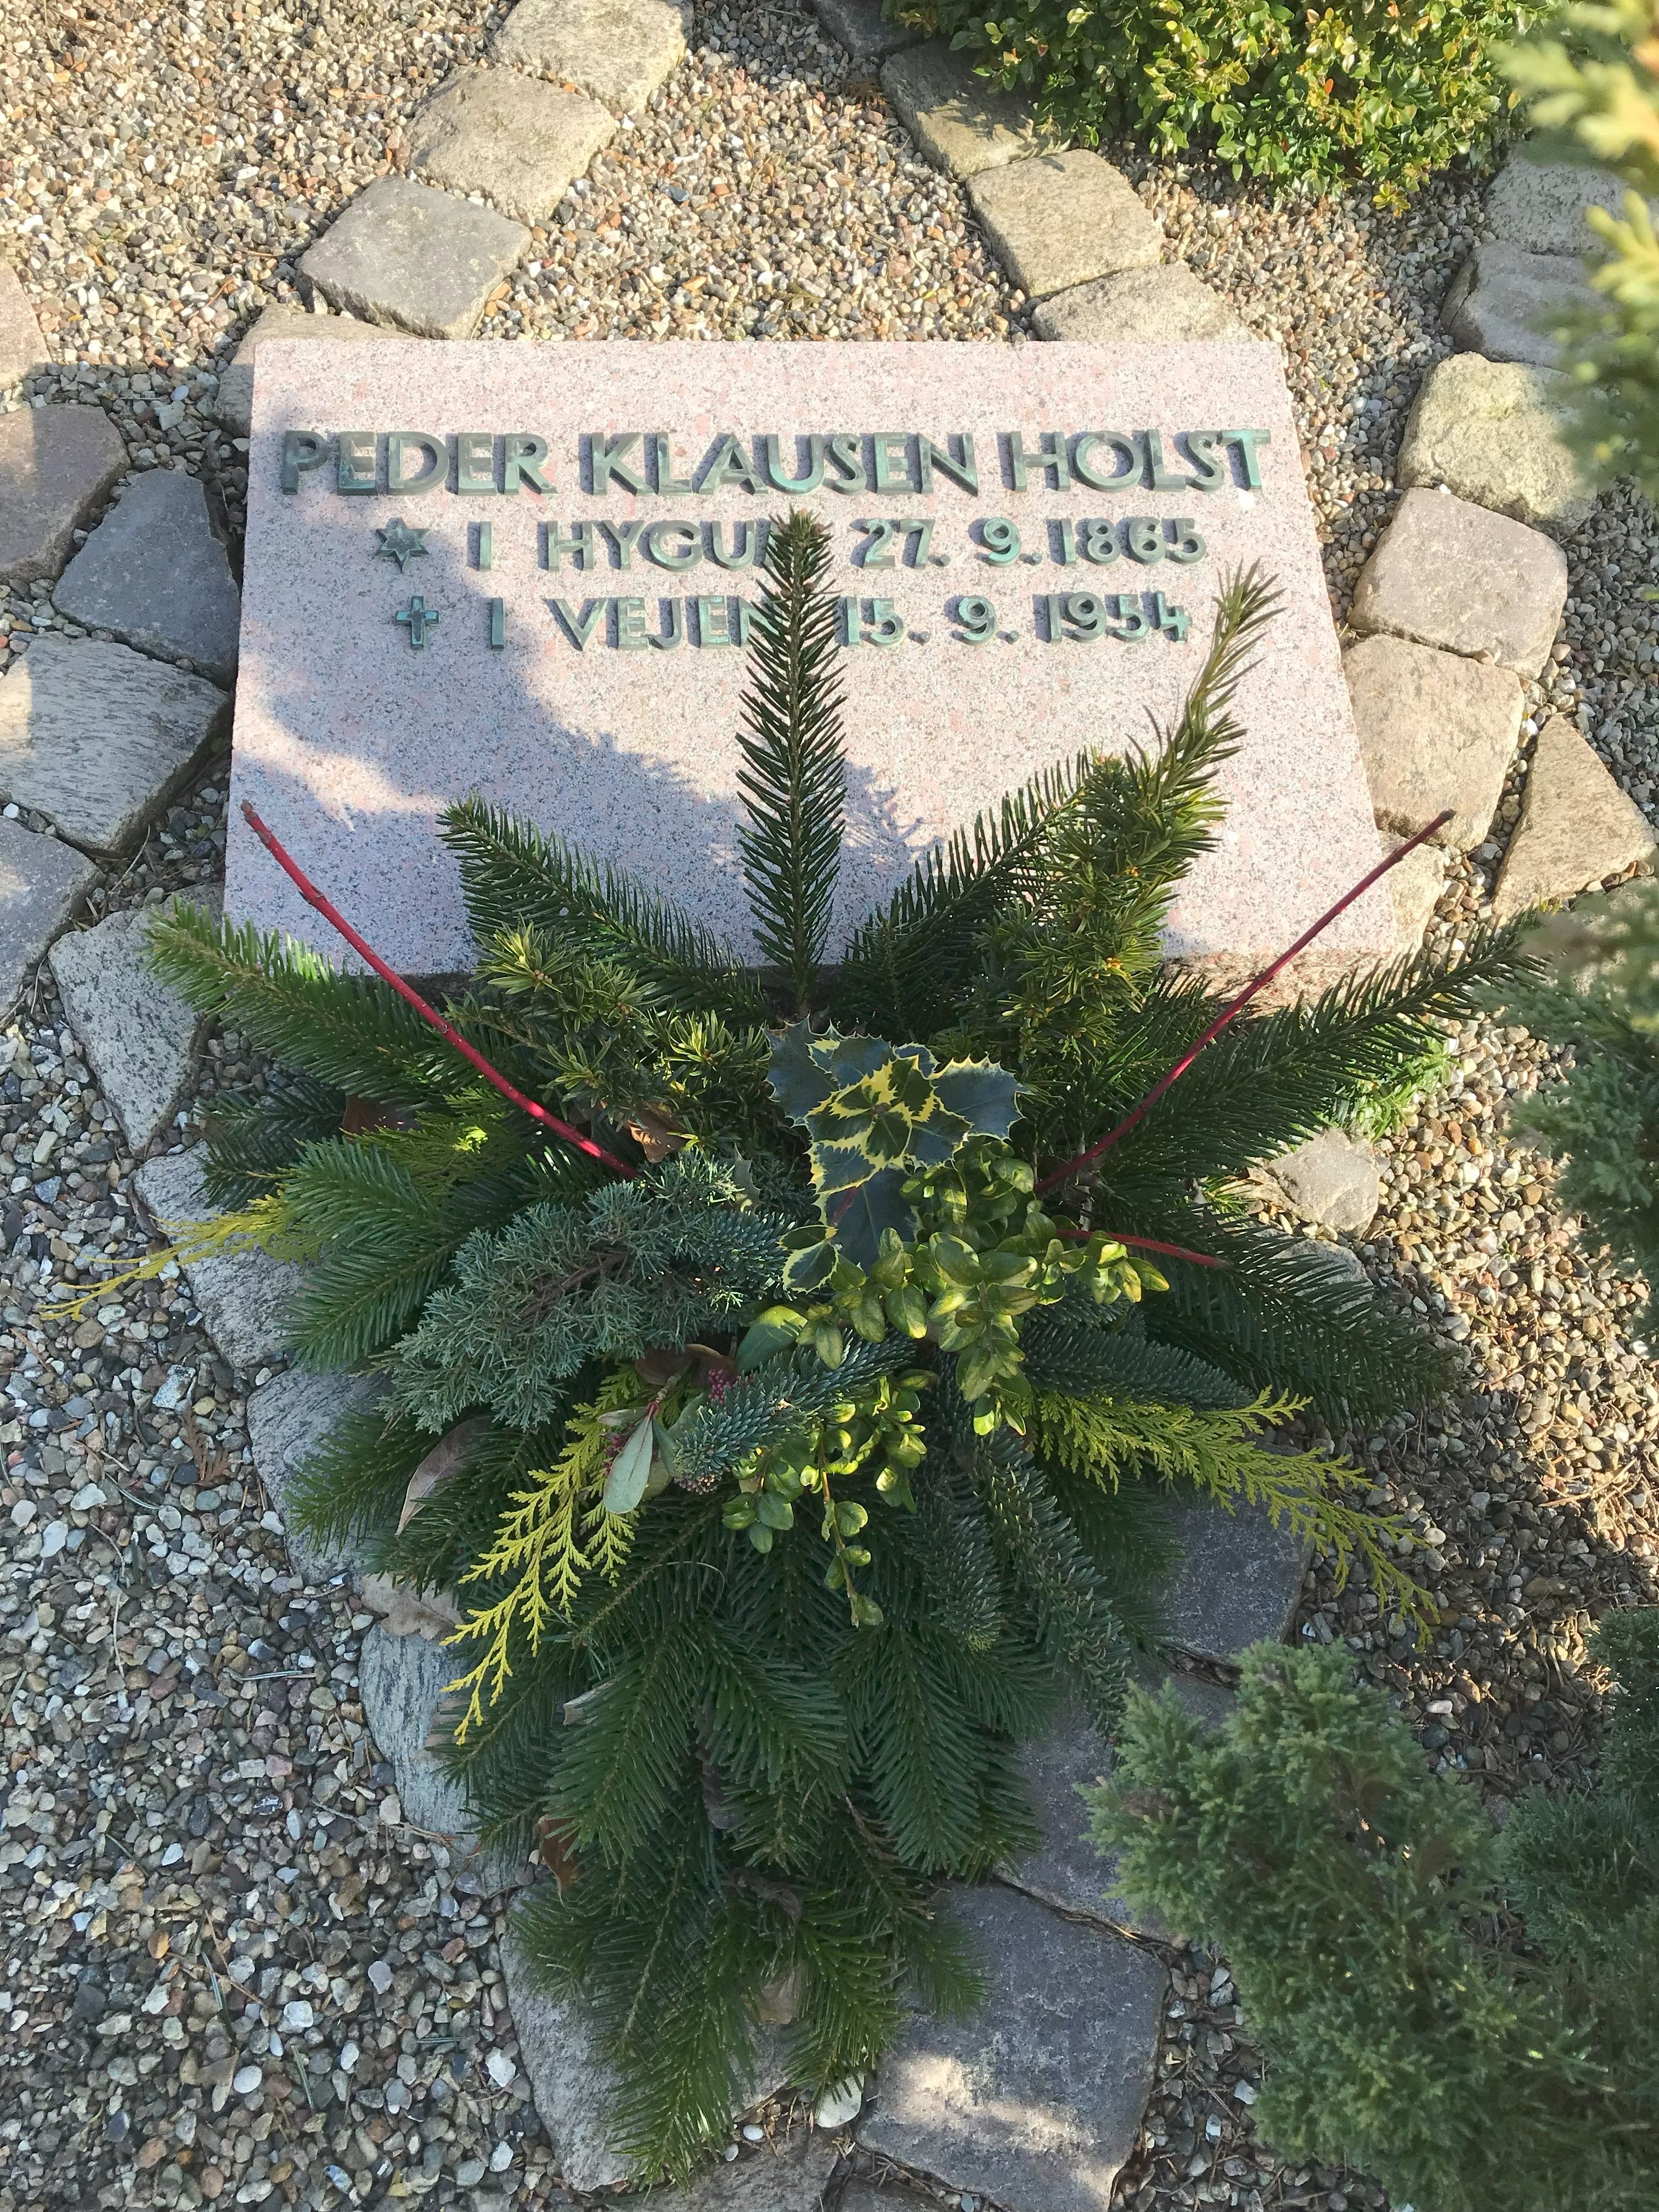 PEDER KLAUSEN HOLST
* I HYGUM 27. 9. 1865
✝ I VEJEN 15. 9. 1954